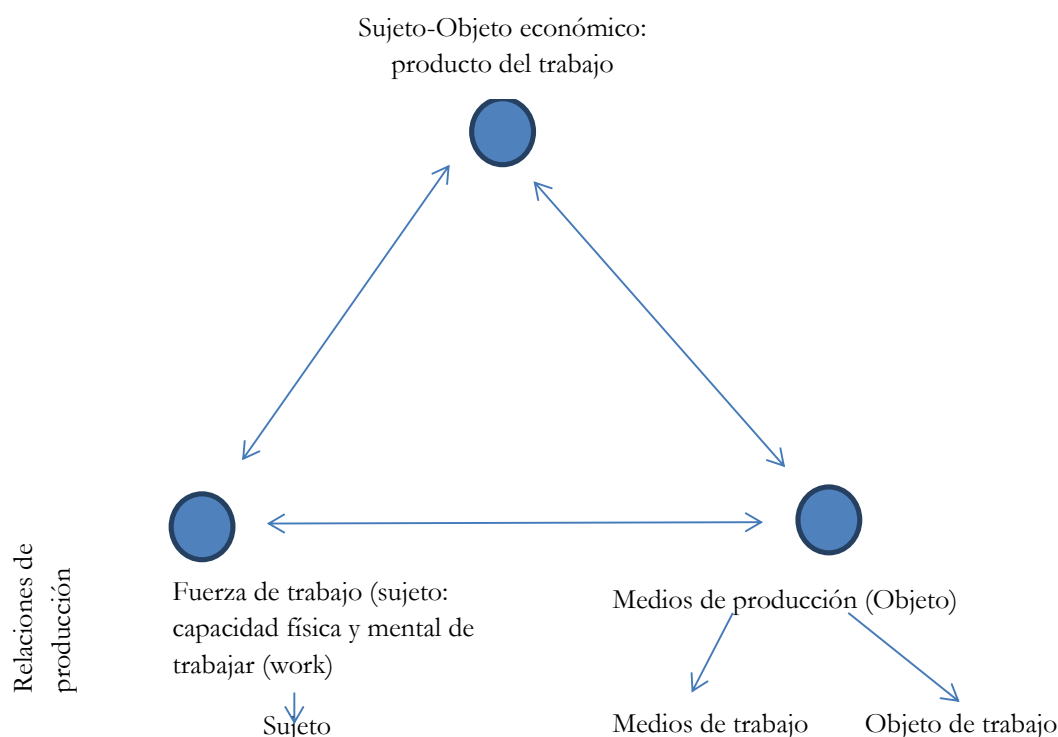 Sujeto-Objeto económico:
producto del trabajo
Relaciones de
producción
Fuerza de trabajo (sujeto:
capacidad física y mental de
trabajar (work)
Medios de producción (Objeto)
Sujeto
Medios de trabajo
Objeto de trabajo